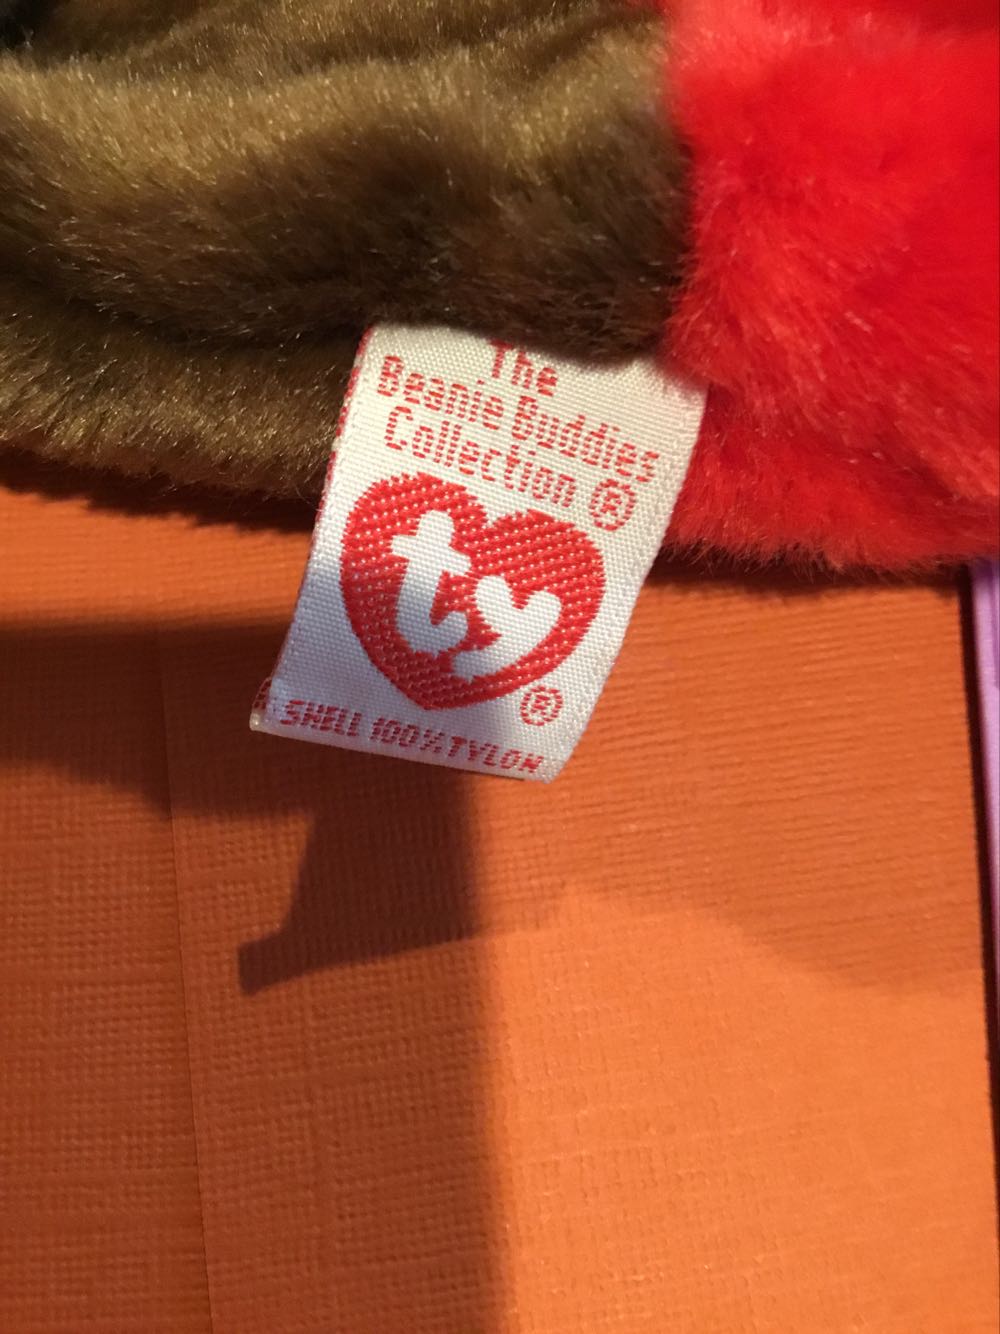 The
Beanie Buddies
Collection ®
ty
®
SHELL 100% TYLON